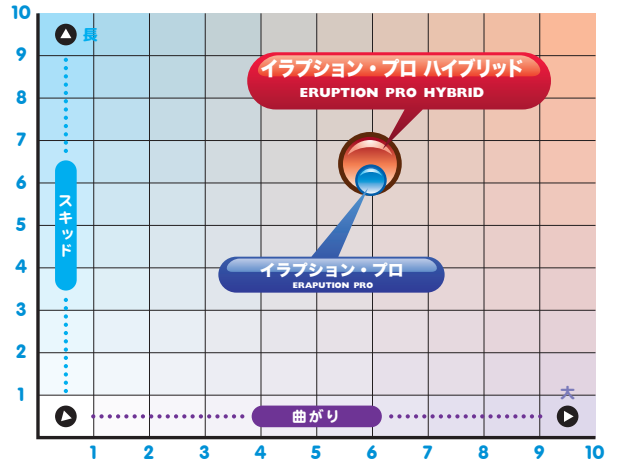 10
長
9
イラプション・プロ ハイブリッド
ERUPTION PRO HYBRID
8
7
6
スキッド
5
イラプション・プロ
ERAPUTION PRO
4
3
2
1
大
曲がり
1 2 3 4 5 6 7 8 9 10